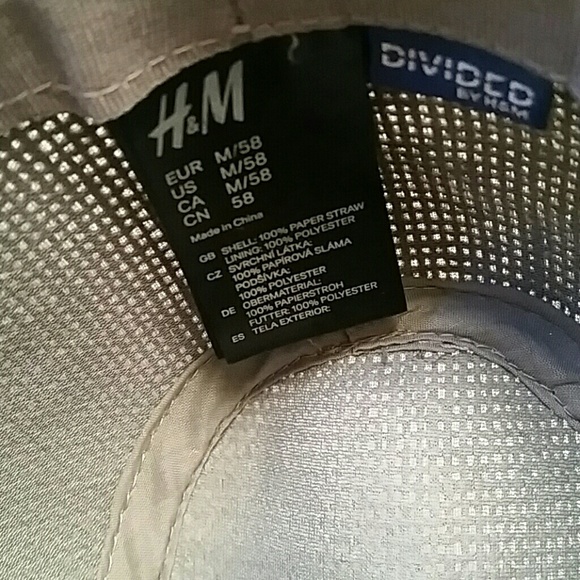 H&M
EUR M/58
US M/58
CA M/58
CN 58
Made in China
GB SHELL: 100% PAPER STRAW
LINING: 100% POLYESTER
CZ SVRCHNÍ LÁTKA:
100% PAPÍROVÁ SLÁMA
PODŠÍVKA:
100% POLYESTER
DE OBERMATERIAL:
100% PAPIERSTROH
FUTTER: 100% POLYESTER
ES TELA EXTERIOR:
DIVIDED
BY H&M